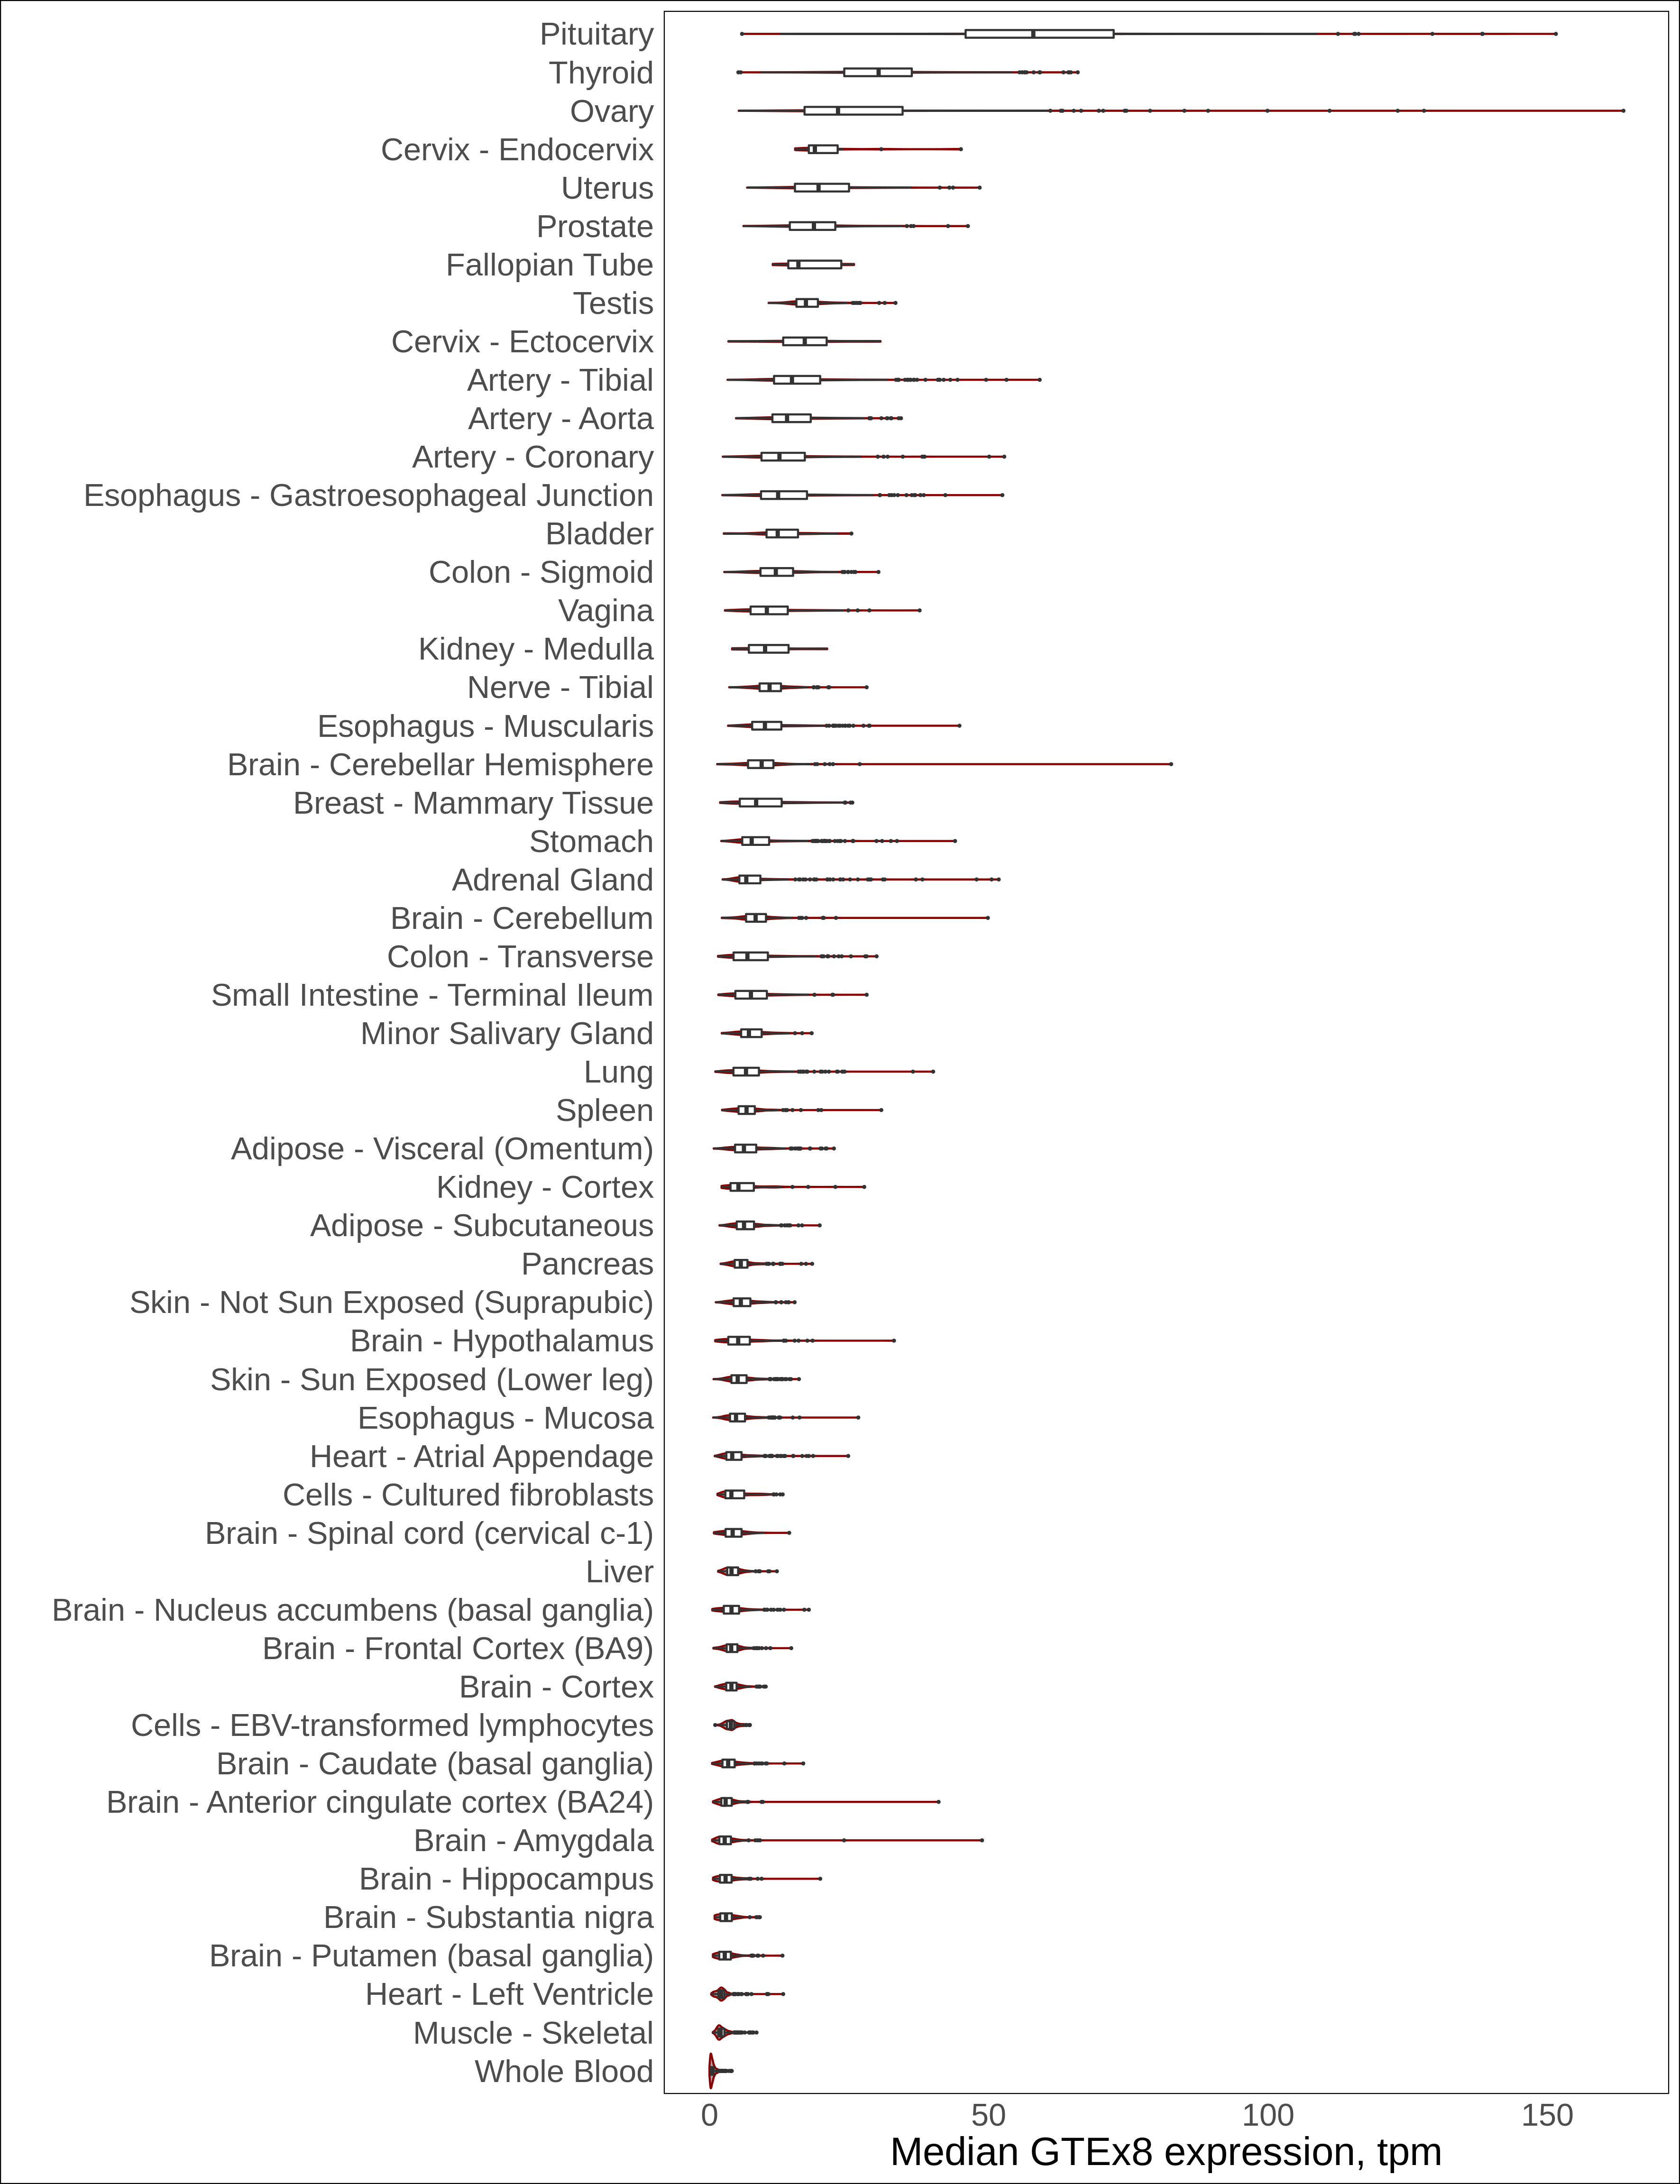 Pituitary
Thyroid
Ovary
Cervix - Endocervix
Uterus
Prostate
Fallopian Tube
Testis
Cervix - Ectocervix
Artery - Tibial
Artery - Aorta
Artery - Coronary
Esophagus - Gastroesophageal Junction
Bladder
Colon - Sigmoid
Vagina
Kidney - Medulla
Nerve - Tibial
Esophagus - Muscularis
Brain - Cerebellar Hemisphere
Breast - Mammary Tissue
Stomach
Adrenal Gland
Brain - Cerebellum
Colon - Transverse
Small Intestine - Terminal Ileum
Minor Salivary Gland
Lung
Spleen
Adipose - Visceral (Omentum)
Kidney - Cortex
Adipose - Subcutaneous
Pancreas
Skin - Not Sun Exposed (Suprapubic)
Brain - Hypothalamus
Skin - Sun Exposed (Lower leg)
Esophagus - Mucosa
Heart - Atrial Appendage
Cells - Cultured fibroblasts
Brain - Spinal cord (cervical c-1)
Liver
Brain - Nucleus accumbens (basal ganglia)
Brain - Frontal Cortex (BA9)
Brain - Cortex
Cells - EBV-transformed lymphocytes
Brain - Caudate (basal ganglia)
Brain - Anterior cingulate cortex (BA24)
Brain - Amygdala
Brain - Hippocampus
Brain - Substantia nigra
Brain - Putamen (basal ganglia)
Heart - Left Ventricle
Muscle - Skeletal
Whole Blood
0 50 100 150
Median GTEx8 expression, tpm